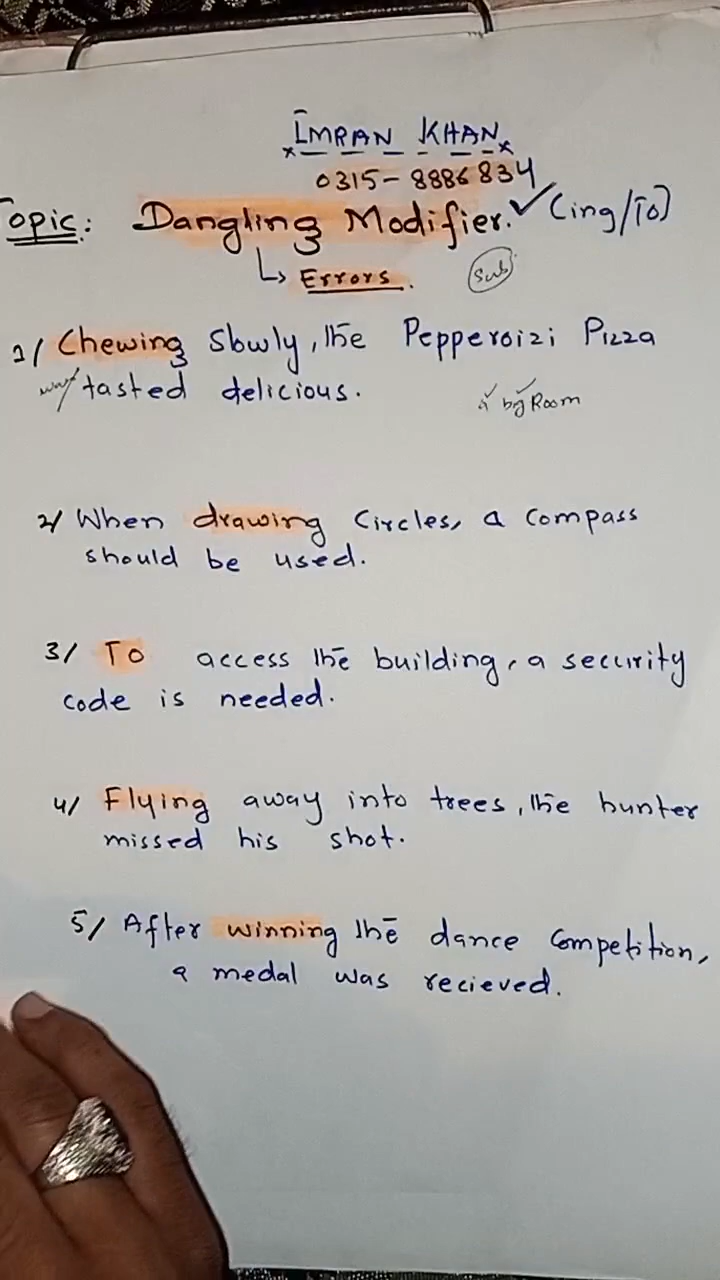 IMRAN KHAN
0315-8886834
Topic: Dangling Modifier. (ing/To)
Errors. Sub
1/ Chewing Slowly, the Pepperoizi Pizza
tasted delicious.
by Room
2/ When drawing Circles, a compass
should be used.
3/ To access the building, a security
code is needed.
4/ Flying away into trees, the hunter
missed his shot.
5/ After winning the dance Competition,
a medal was recieved.